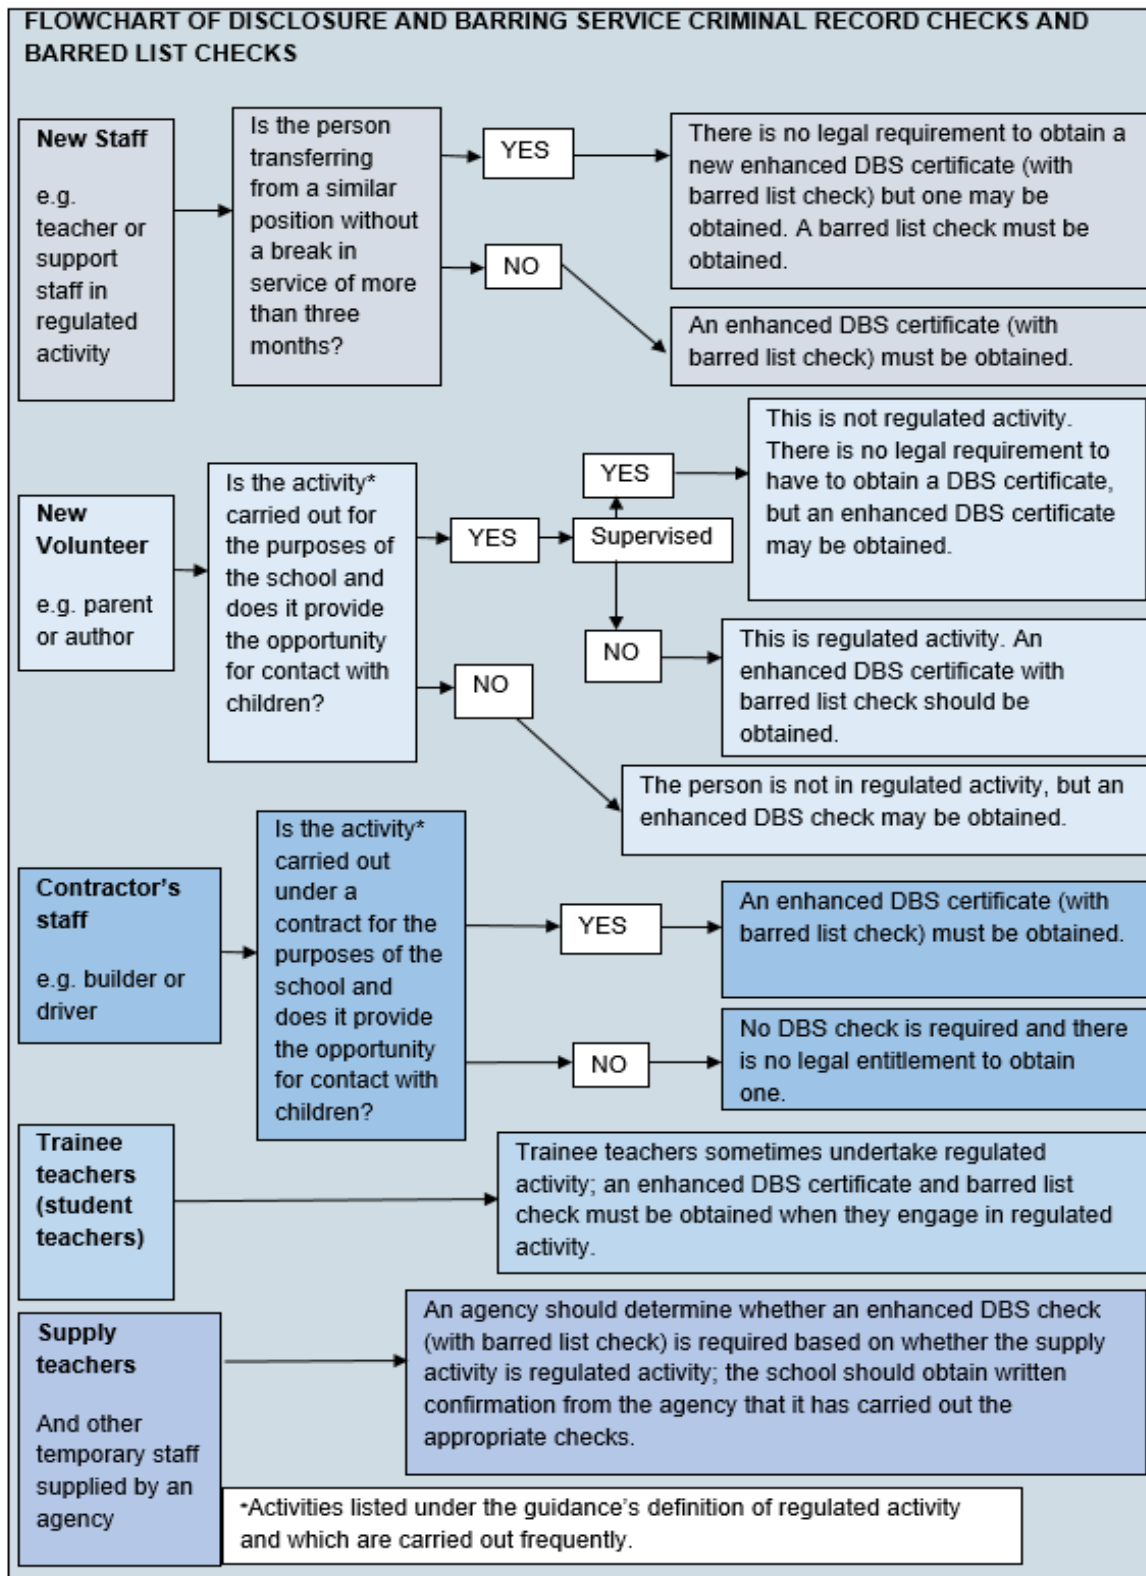 FLOWCHART OF DISCLOSURE AND BARRING SERVICE CRIMINAL RECORD CHECKS AND
BARRED LIST CHECKS
New Staff
e.g.
teacher or
support
staff in
regulated
activity
Is the person
transferring
from a similar
position without
a break in
service of more
than three
months?
YES
There is no legal requirement to obtain a
new enhanced DBS certificate (with
barred list check) but one may be
obtained. A barred list check must be
obtained.
NO
An enhanced DBS certificate (with
barred list check) must be obtained.
New
Volunteer
e.g. parent
or author
Is the activity*
carried out for
the purposes of
the school and
does it provide
the opportunity
for contact with
children?
YES
Supervised
YES
This is not regulated activity.
There is no legal requirement to
have to obtain a DBS certificate,
but an enhanced DBS certificate
may be obtained.
NO
This is regulated activity. An
enhanced DBS certificate with
barred list check should be
obtained.
NO
The person is not in regulated activity, but an
enhanced DBS check may be obtained.
Contractor's
staff
e.g. builder or
driver
Is the activity*
carried out
under a
contract for the
purposes of the
school and
does it provide
the opportunity
for contact with
children?
YES
An enhanced DBS certificate (with
barred list check) must be obtained.
NO
No DBS check is required and there
is no legal entitlement to obtain
one.
Trainee
teachers
(student
teachers)
Trainee teachers sometimes undertake regulated
activity; an enhanced DBS certificate and barred list
check must be obtained when they engage in regulated
activity.
Supply
teachers
And other
temporary staff
supplied by an
agency
An agency should determine whether an enhanced DBS check
(with barred list check) is required based on whether the supply
activity is regulated activity; the school should obtain written
confirmation from the agency that it has carried out the
appropriate checks.
*Activities listed under the guidance's definition of regulated activity
and which are carried out frequently.